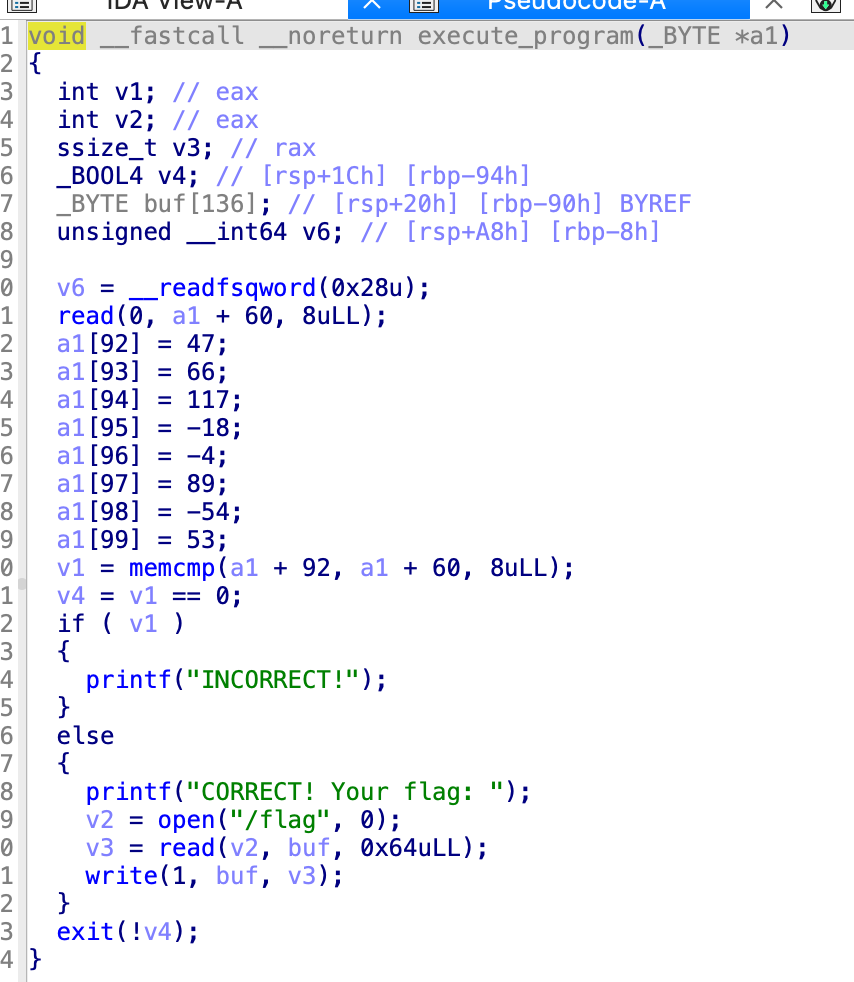 IDA View-A Pseudocode-A
1 void __fastcall __noreturn execute_program(_BYTE *a1)
2 {
3 int v1; // eax
4 int v2; // eax
5 ssize_t v3; // rax
6 _BOOL4 v4; // [rsp+1Ch] [rbp-94h]
7 _BYTE buf[136]; // [rsp+20h] [rbp-90h] BYREF
8 unsigned __int64 v6; // [rsp+A8h] [rbp-8h]
9
0 v6 = __readfsqword(0x28u);
1 read(0, a1 + 60, 8uLL);
2 a1[92] = 47;
3 a1[93] = 66;
4 a1[94] = 117;
5 a1[95] = -18;
6 a1[96] = -4;
7 a1[97] = 89;
8 a1[98] = -54;
9 a1[99] = 53;
0 v1 = memcmp(a1 + 92, a1 + 60, 8uLL);
1 v4 = v1 == 0;
2 if ( v1 )
3 {
4 printf("INCORRECT!");
5 }
6 else
7 {
8 printf("CORRECT! Your flag: ");
9 v2 = open("/flag", 0);
0 v3 = read(v2, buf, 0x64uLL);
1 write(1, buf, v3);
2 }
3 exit(!v4);
4 }